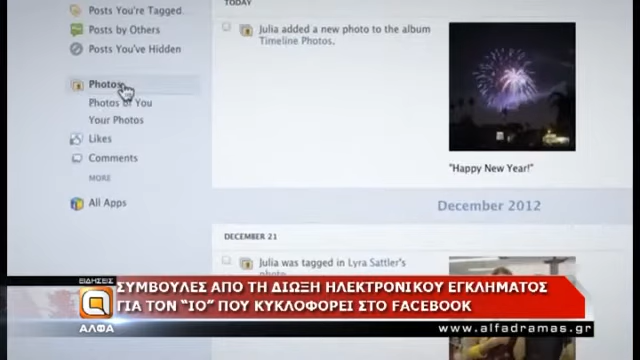 Posts You're Tagged
Posts by Others
Posts You've Hidden
Photos
Photos of You
Your Photos
Likes
Comments
MORE
All Apps
TODAY
Julia added a new photo to the album
Timeline Photos.
"Happy New Year!"
December 2012
DECEMBER 21
Julia was tagged in Lyra Sattler's
photo
ΕΙΔΗΣΕΙΣ
ΑΛΦΑ
ΣΥΜΒΟΥΛΕΣ ΑΠΟ ΤΗ ΔΙΩΞΗ ΗΛΕΚΤΡΟΝΙΚΟΥ ΕΓΚΛΗΜΑΤΟΣ
ΓΙΑ ΤΟΝ "ΙΟ" ΠΟΥ ΚΥΚΛΟΦΟΡΕΙ ΣΤΟ FACEBOOK
www.alfadramas.gr